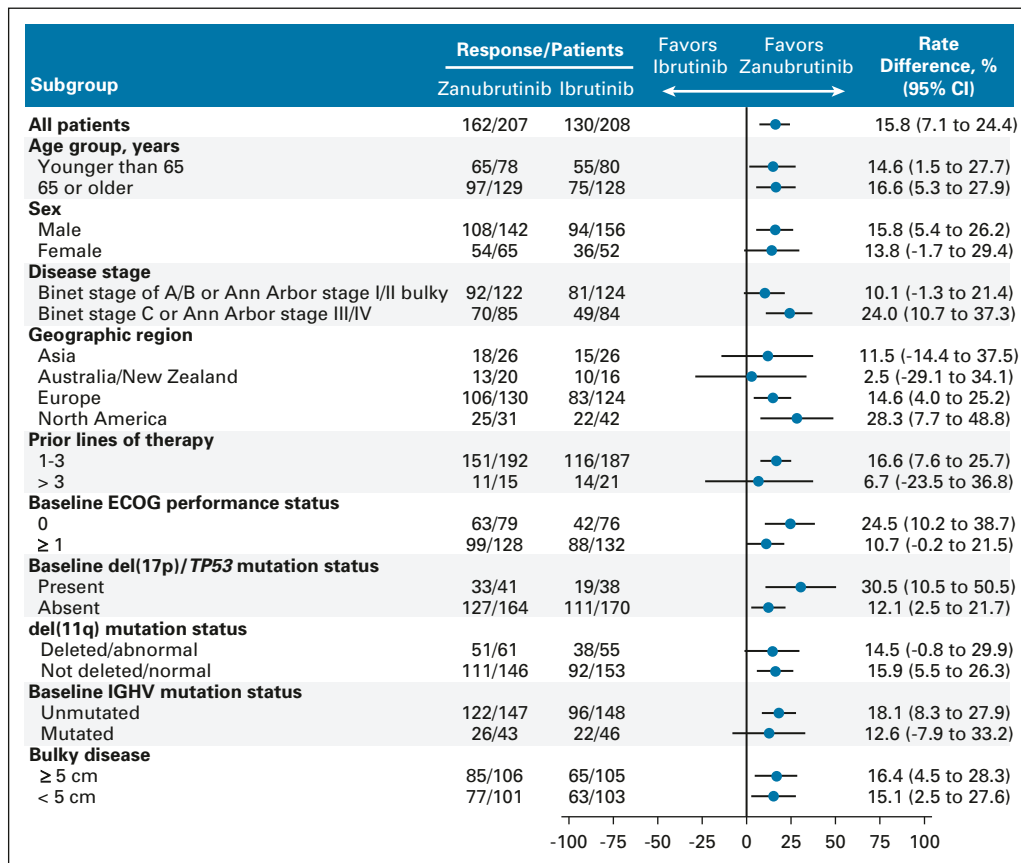 Response/Patients Favors Favors Rate
Ibrutinib Zanubrutinib Difference, %
Subgroup Zanubrutinib Ibrutinib (95% CI)
All patients 162/207 130/208 15.8 (7.1 to 24.4)
Age group, years
Younger than 65 65/78 55/80 14.6 (1.5 to 27.7)
65 or older 97/129 75/128 16.6 (5.3 to 27.9)
Sex
Male 108/142 94/156 15.8 (5.4 to 26.2)
Female 54/65 36/52 13.8 (-1.7 to 29.4)
Disease stage
Binet stage of A/B or Ann Arbor stage I/II bulky 92/122 81/124 10.1 (-1.3 to 21.4)
Binet stage C or Ann Arbor stage III/IV 70/85 49/84 24.0 (10.7 to 37.3)
Geographic region
Asia 18/26 15/26 11.5 (-14.4 to 37.5)
Australia/New Zealand 13/20 10/16 2.5 (-29.1 to 34.1)
Europe 106/130 83/124 14.6 (4.0 to 25.2)
North America 25/31 22/42 28.3 (7.7 to 48.8)
Prior lines of therapy
1-3 151/192 116/187 16.6 (7.6 to 25.7)
> 3 11/15 14/21 6.7 (-23.5 to 36.8)
Baseline ECOG performance status
0 63/79 42/76 24.5 (10.2 to 38.7)
≥ 1 99/128 88/132 10.7 (-0.2 to 21.5)
Baseline del(17p)/TP53 mutation status
Present 33/41 19/38 30.5 (10.5 to 50.5)
Absent 127/164 111/170 12.1 (2.5 to 21.7)
del(11q) mutation status
Deleted/abnormal 51/61 38/55 14.5 (-0.8 to 29.9)
Not deleted/normal 111/146 92/153 15.9 (5.5 to 26.3)
Baseline IGHV mutation status
Unmutated 122/147 96/148 18.1 (8.3 to 27.9)
Mutated 26/43 22/46 12.6 (-7.9 to 33.2)
Bulky disease
≥ 5 cm 85/106 65/105 16.4 (4.5 to 28.3)
< 5 cm 77/101 63/103 15.1 (2.5 to 27.6)
-100 -75 -50 -25 0 25 50 75 100